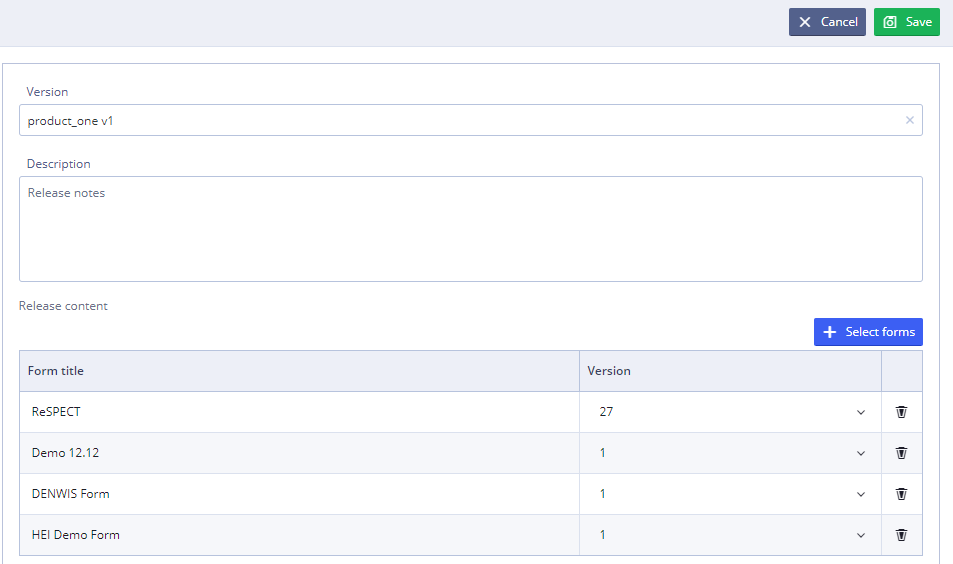 Cancel Save
Version
product_one v1
Description
Release notes
Release content
Select forms
Form title Version
ReSPECT 27
Demo 12.12 1
DENWIS Form 1
HEI Demo Form 1